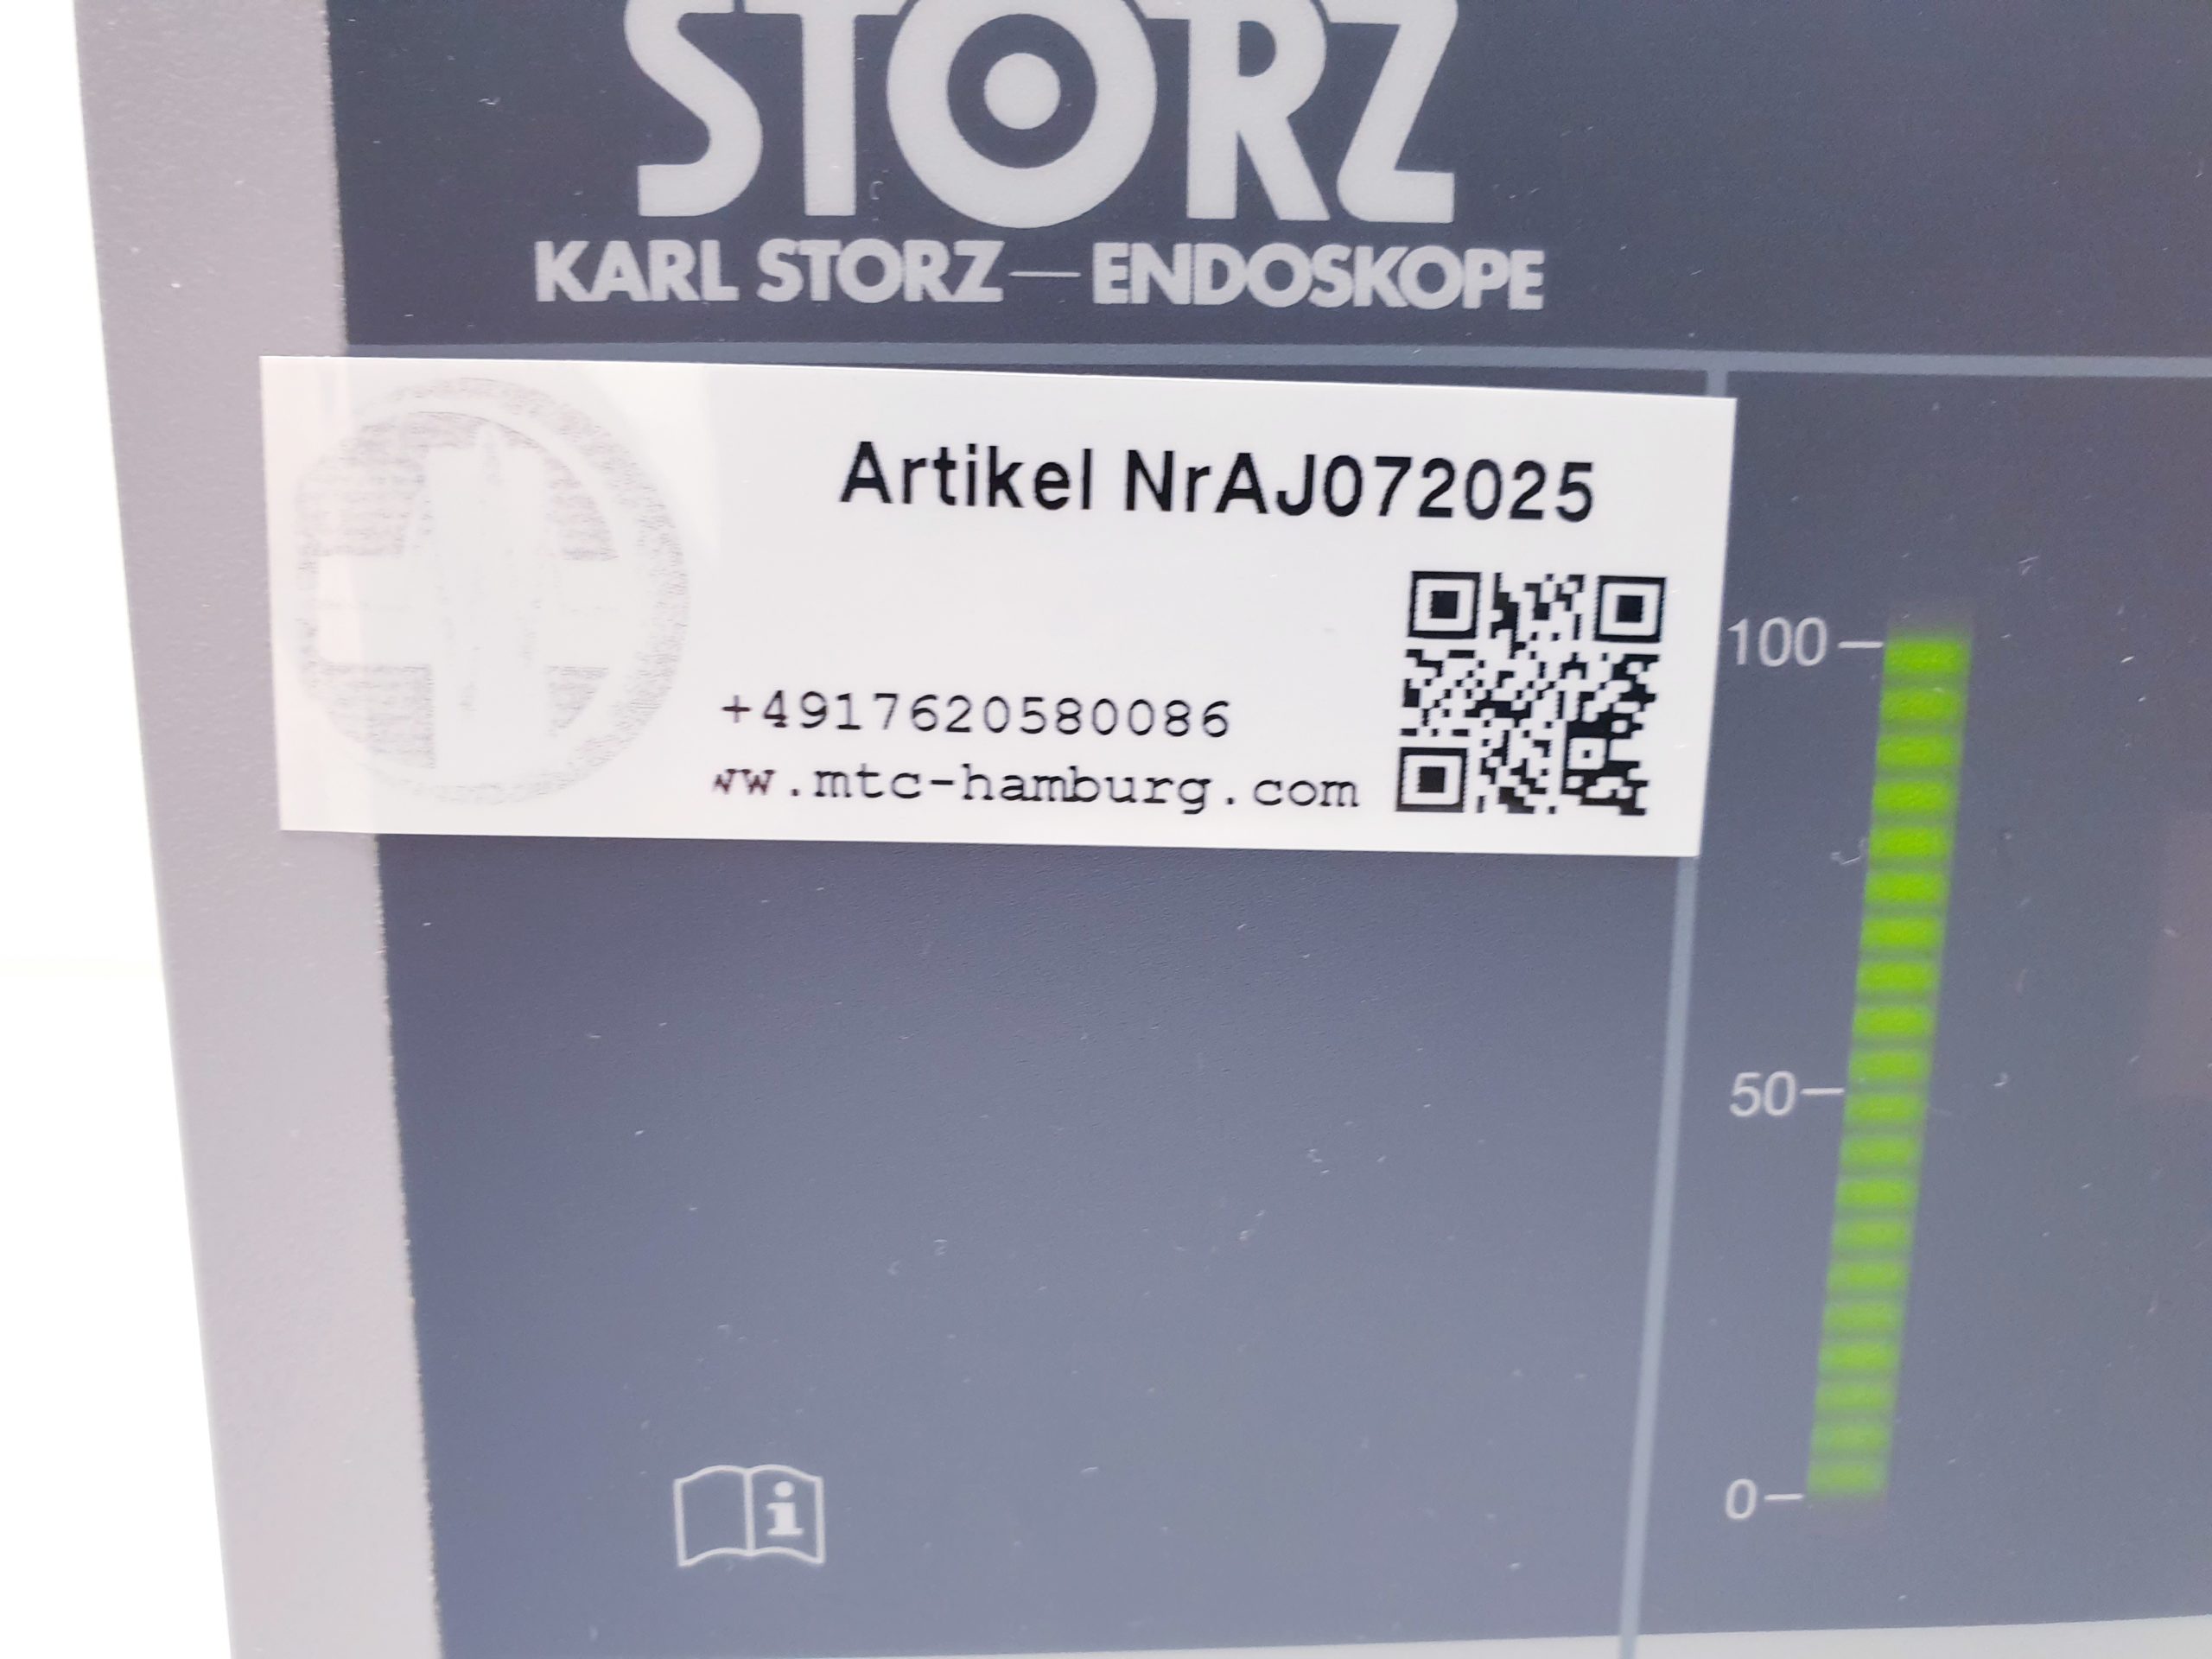 STORZ
KARL STORZ—ENDOSKOPE
Artikel NrAJ072025
+4917620580086
ww.mtc-hamburg.com
100
50
0
i